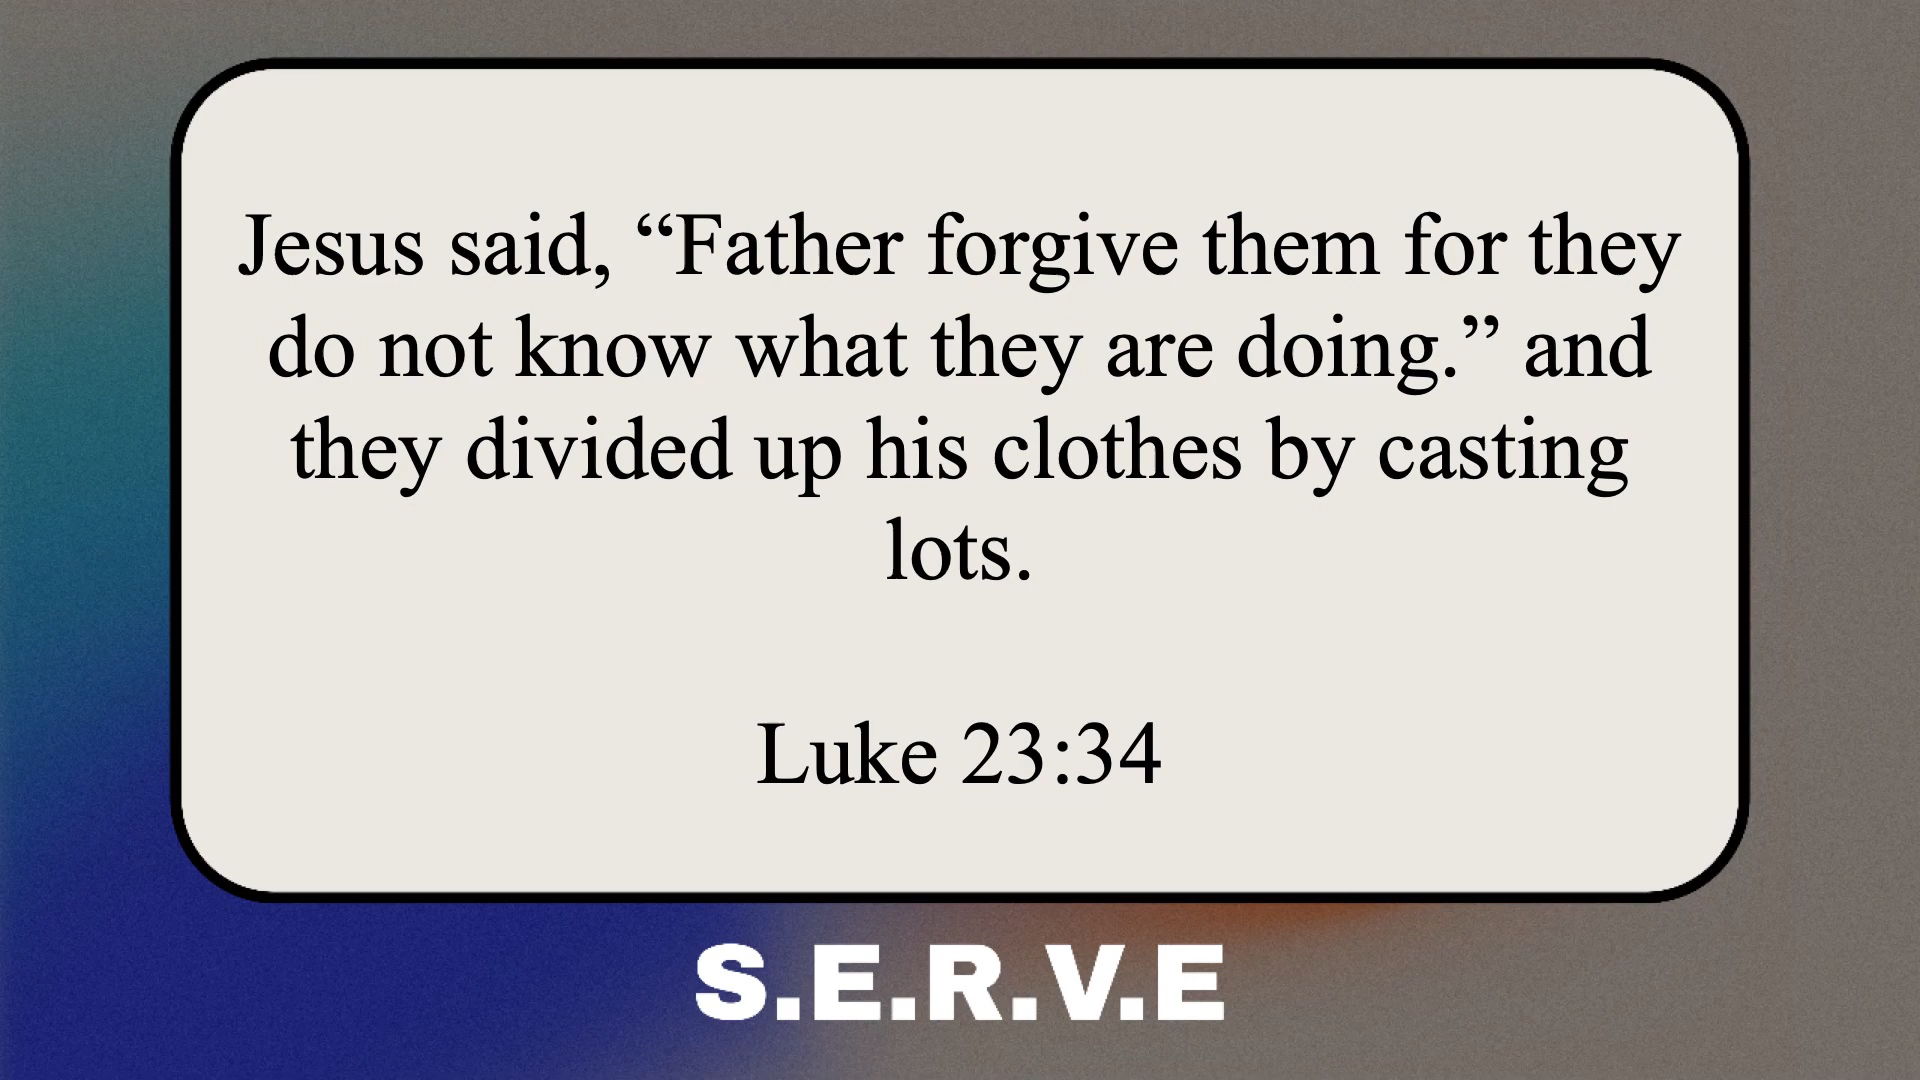 Jesus said, “Father forgive them for they
do not know what they are doing.” and
they divided up his clothes by casting
lots.
Luke 23:34
S.E.R.V.E